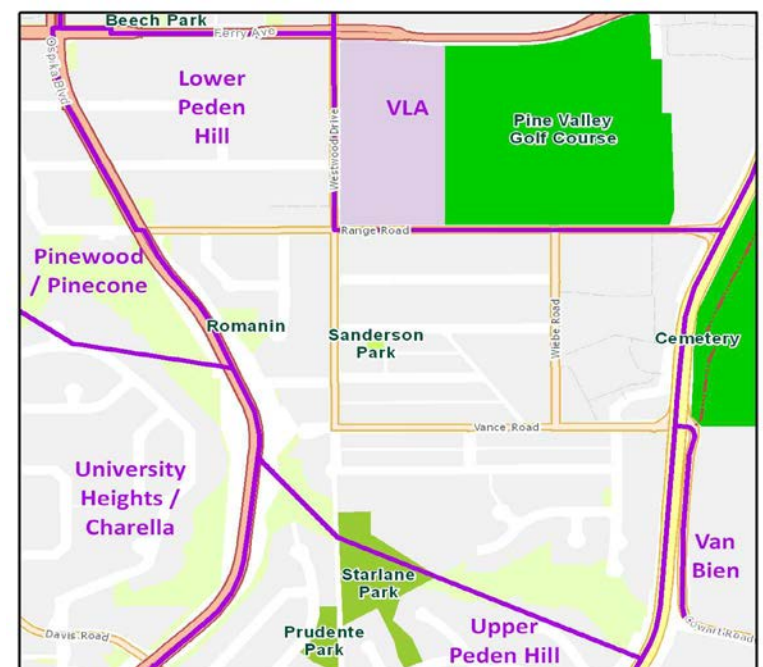 Beech Park
Ferry Ave
Ospika Blvd
Lower
Peden
Hill
Westwood Drive
VLA
Pine Valley
Golf Course
Range Road
Pinewood
/ Pinecone
Romanin
Sanderson
Park
Wiebe Road
Cemetery
Vance Road
University
Heights /
Charella
Van
Bien
Starlane
Park
Prudente
Park
Upper
Peden Hill
Davis Road